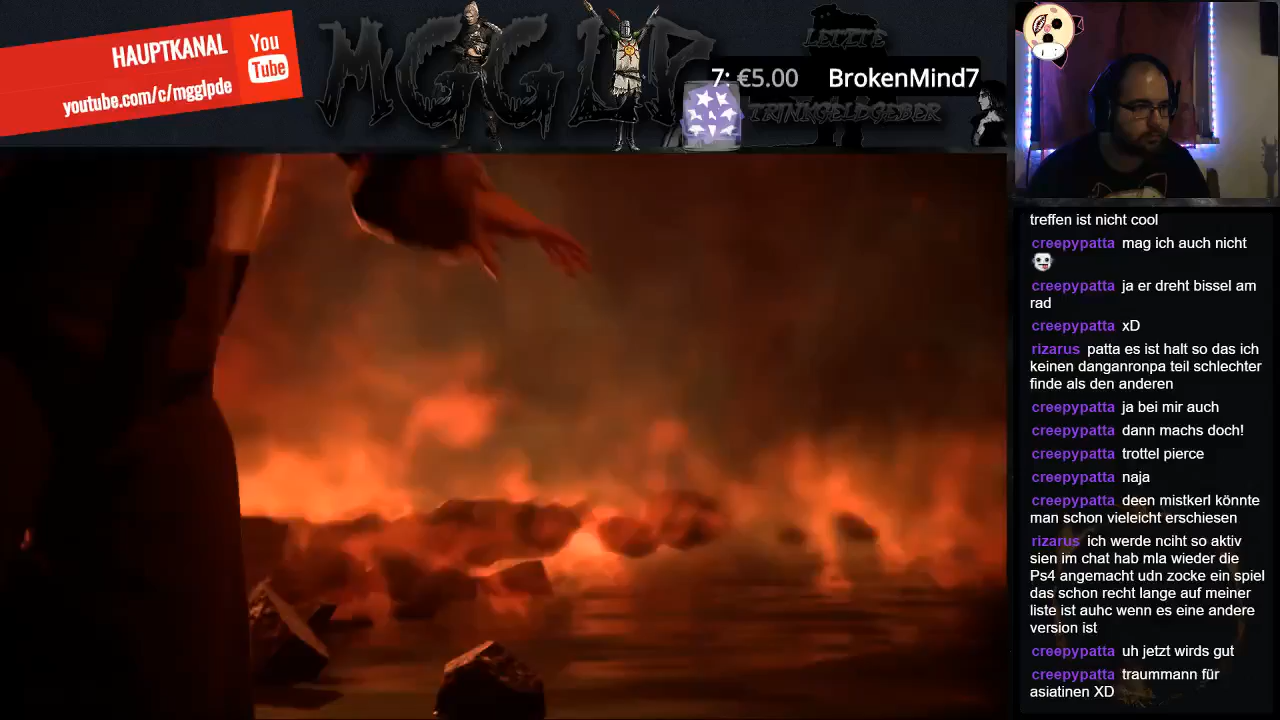 HAUPTKANAL
You
Tube
youtube.com/c/mgglpde
MGGLP
LETZTE
7: €5.00 BrokenMind7
TRINKGELDGEBER
treffen ist nicht cool
creepypatta mag ich auch nicht
creepypatta ja er dreht bissel am
rad
creepypatta xD
rizarus patta es ist halt so das ich
keinen danganronpa teil schlechter
finde als den anderen
creepypatta ja bei mir auch
creepypatta dann machs doch!
creepypatta trottel pierce
creepypatta naja
creepypatta deen mistkerl könnte
man schon vieleicht erschiesen
rizarus ich werde nciht so aktiv
sien im chat hab mla wieder die
Ps4 angemacht udn zocke ein spiel
das schon recht lange auf meiner
liste ist auhc wenn es eine andere
version ist
creepypatta uh jetzt wirds gut
creepypatta traummann für
asiatinen XD